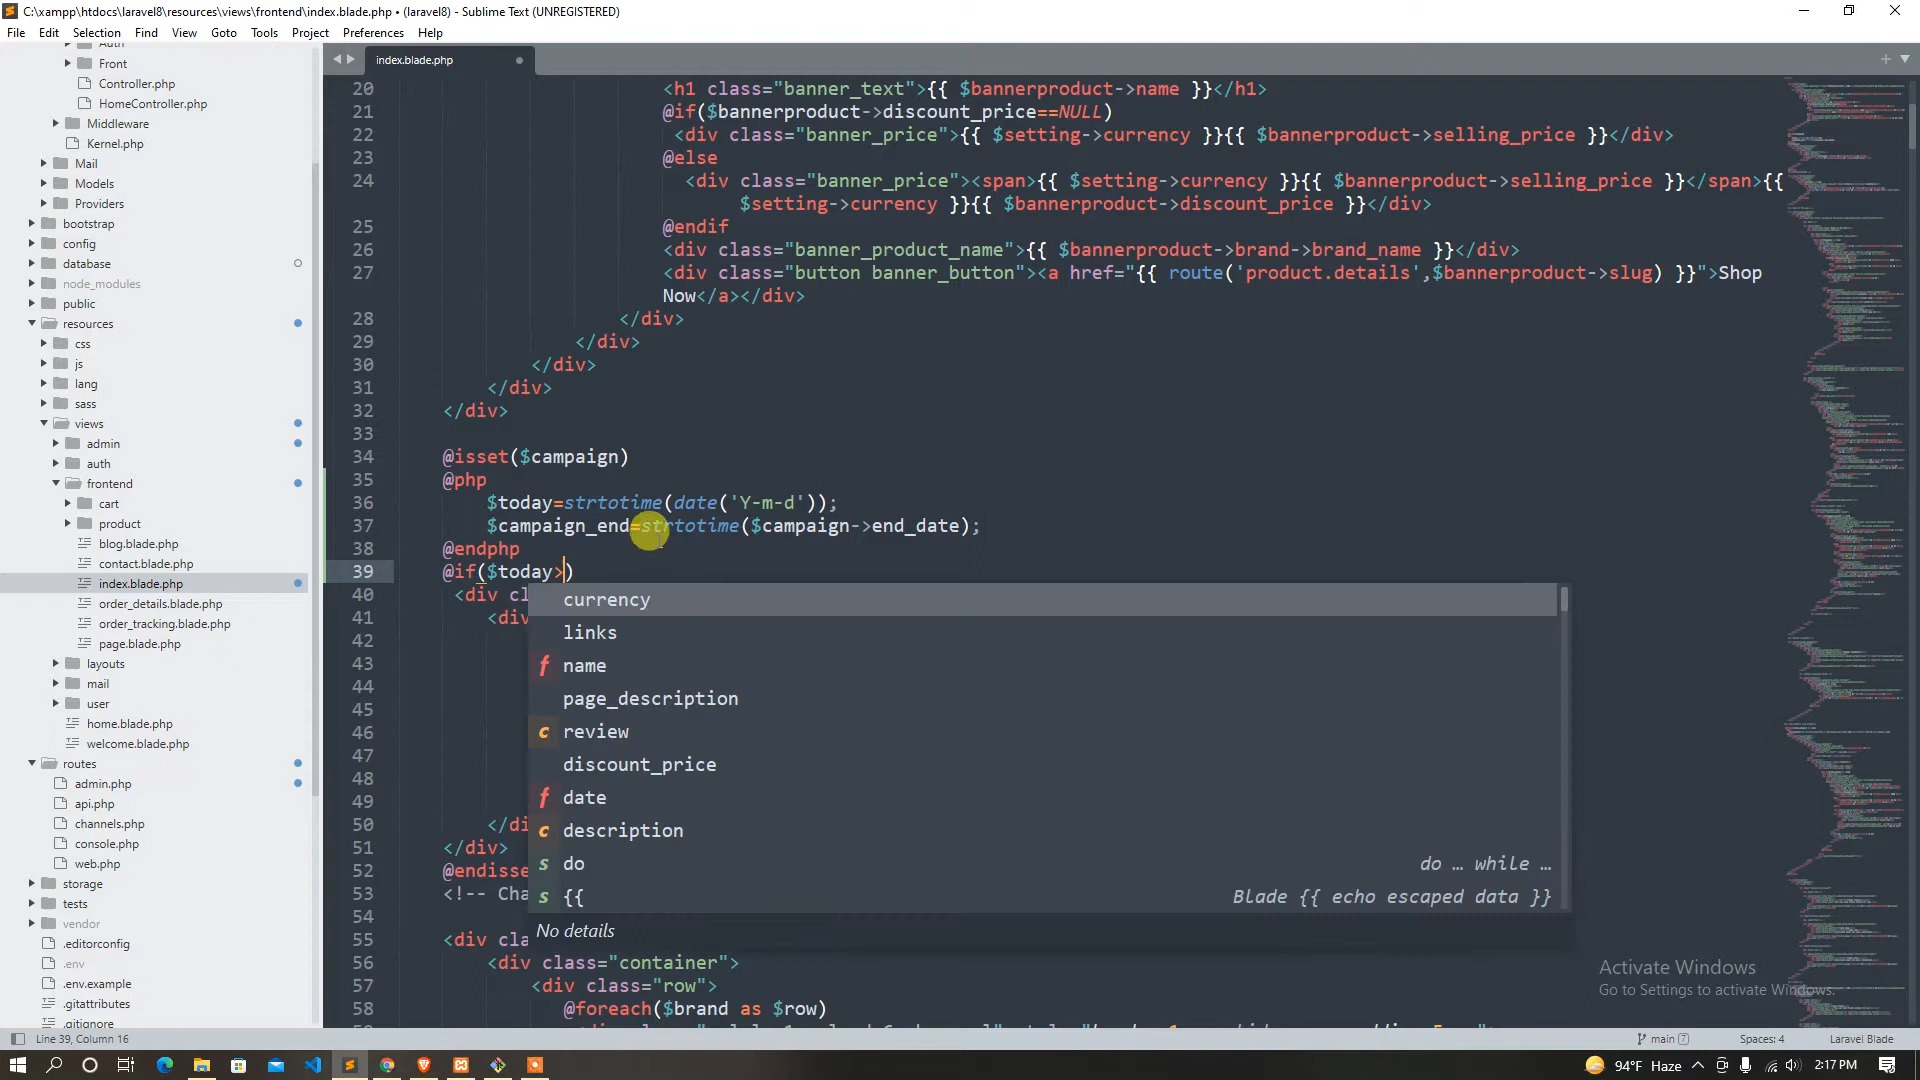 C:\xampp\htdocs\laravel8\resources\views\frontend\index.blade.php • (laravel8) - Sublime Text (UNREGISTERED)
File Edit Selection Find View Goto Tools Project Preferences Help
Auth
Front
Controller.php
HomeController.php
Middleware
Kernel.php
Mail
Models
Providers
bootstrap
config
database
node_modules
public
resources
css
js
lang
sass
views
admin
auth
frontend
cart
product
blog.blade.php
contact.blade.php
index.blade.php
order_details.blade.php
order_tracking.blade.php
page.blade.php
layouts
mail
user
home.blade.php
welcome.blade.php
routes
admin.php
api.php
channels.php
console.php
web.php
storage
tests
vendor
.editorconfig
.env
.env.example
.gitattributes
.gitignore
index.blade.php
20 <h1 class="banner_text">{{ $bannerproduct->name }}</h1>
21 @if($bannerproduct->discount_price==NULL)
22 <div class="banner_price">{{ $setting->currency }}{{ $bannerproduct->selling_price }}</div>
23 @else
24 <div class="banner_price"><span>{{ $setting->currency }}{{ $bannerproduct->selling_price }}</span>{{
$setting->currency }}{{ $bannerproduct->discount_price }}</div>
25 @endif
26 <div class="banner_product_name">{{ $bannerproduct->brand->brand_name }}</div>
27 <div class="button banner_button"><a href="{{ route('product.details',$bannerproduct->slug) }}">Shop
Now</a></div>
28 </div>
29 </div>
30 </div>
31 </div>
32 </div>
33
34 @isset($campaign)
35 @php
36 $today=strtotime(date('Y-m-d'));
37 $campaign_end=strtotime($campaign->end_date);
38 @endphp
39 @if($today>)
40 <div cl
41 <div
42
43
44
45
46
47
48
49
50 </di
51 </div>
52 @endisse
53 <!-- Cha
54
55 <div cla
56 <div class="container">
57 <div class="row">
58 @foreach($brand as $row)
currency
links
f name
page_description
c review
discount_price
f date
c description
s do do … while …
s {{ Blade {{ echo escaped data }}
No details
Activate Windows
Go to Settings to activate Windows.
Line 39, Column 16
main 7
Spaces: 4
Laravel Blade
94°F Haze
2:17 PM